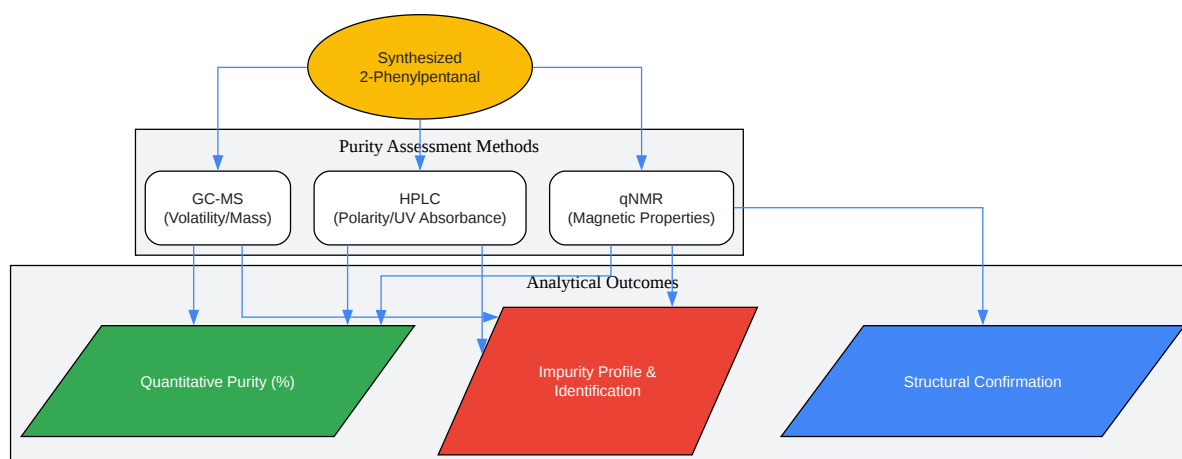 Synthesized
2-Phenylpentanal
Purity Assessment Methods
GC-MS
(Volatility/Mass)
HPLC
(Polarity/UV Absorbance)
qNMR
(Magnetic Properties)
Analytical Outcomes
Quantitative Purity (%)
Impurity Profile &
Identification
Structural Confirmation